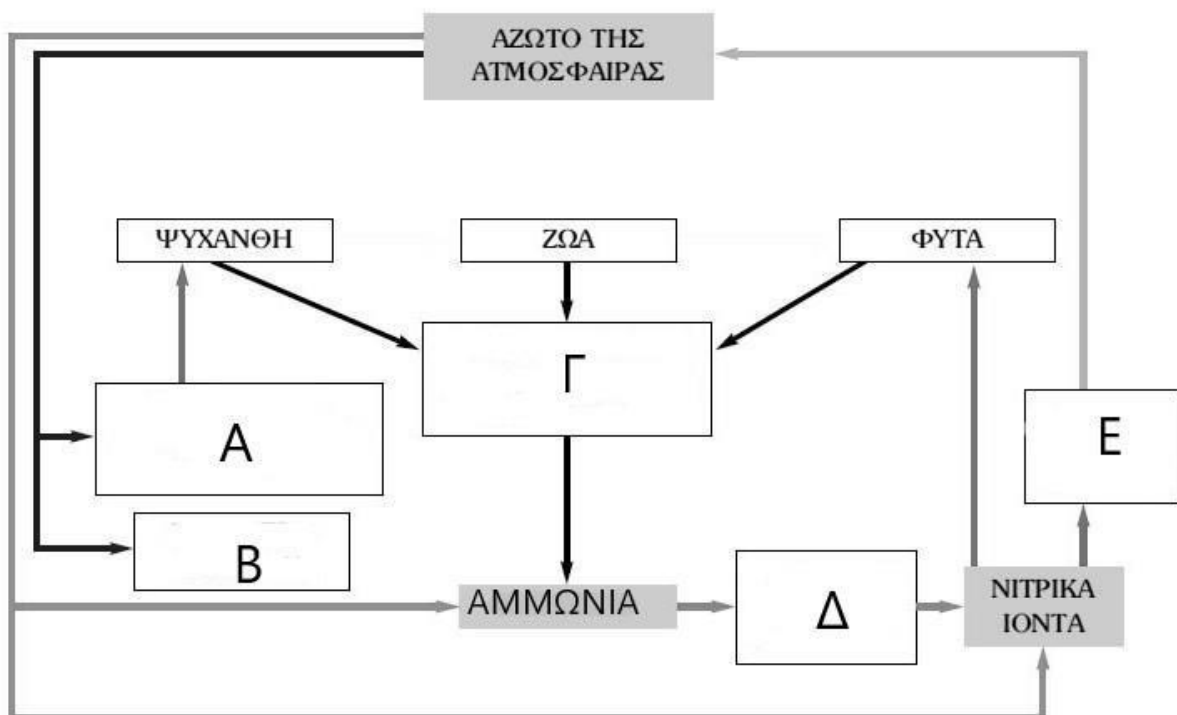 ΑΖΩΤΟ ΤΗΣ
ΑΤΜΟΣΦΑΙΡΑΣ
ΨΥΧΑΝΘΗ
ΖΩΑ
ΦΥΤΑ
Γ
Α
Ε
Β
ΑΜΜΩΝΙΑ
Δ
ΝΙΤΡΙΚΑ
ΙΟΝΤΑ